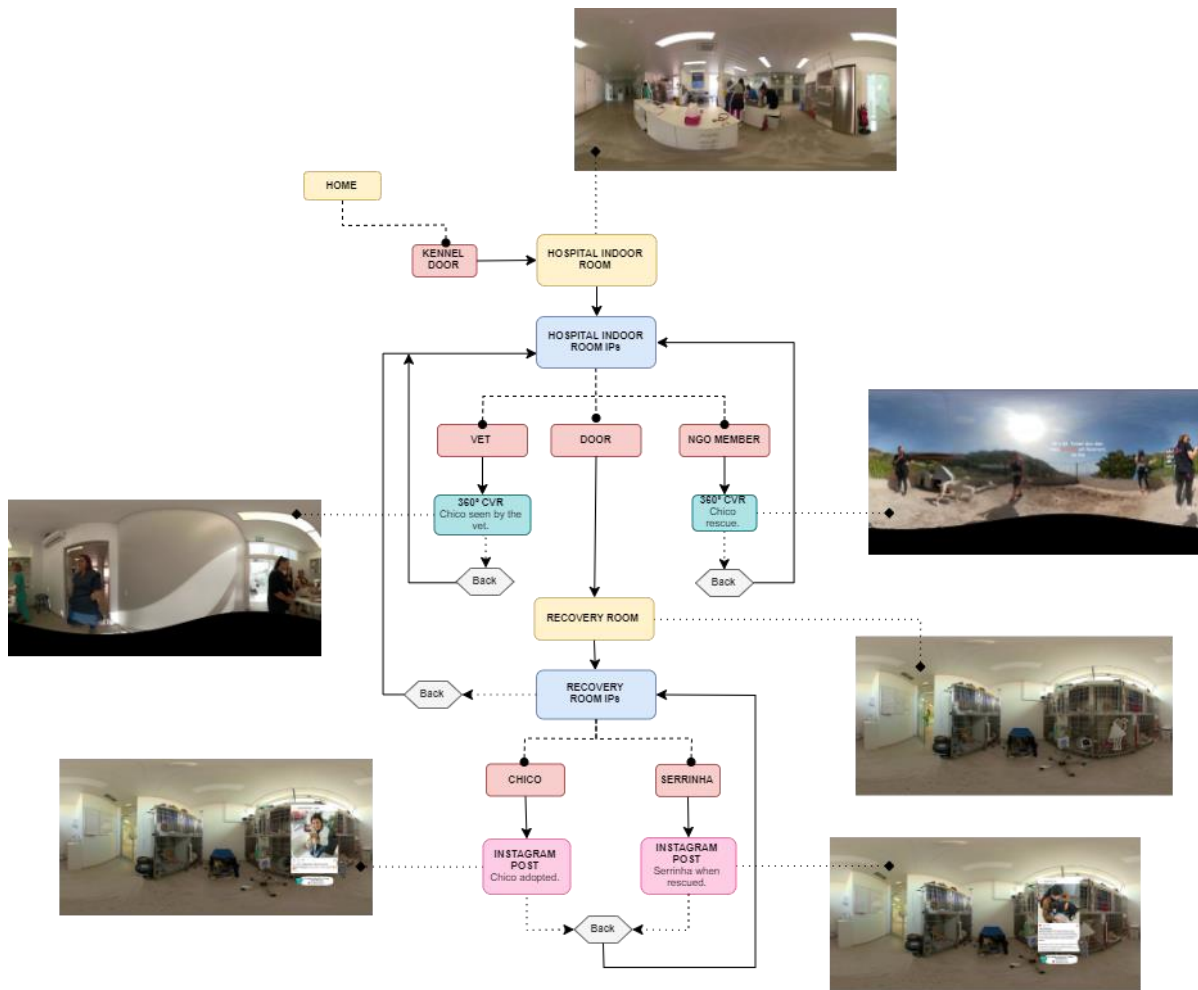 HOME
KENNEL
DOOR
HOSPITAL INDOOR
ROOM
HOSPITAL INDOOR
ROOM IPs
VET
DOOR
NGO MEMBER
360º CVR
Chico seen by the
vet.
360º CVR
Chico
rescue.
Back
Back
RECOVERY ROOM
RECOVERY
ROOM IPs
Back
CHICO
SERRINHA
INSTAGRAM
POST
Chico adopted.
INSTAGRAM
POST
Serrinha when
rescued.
Back